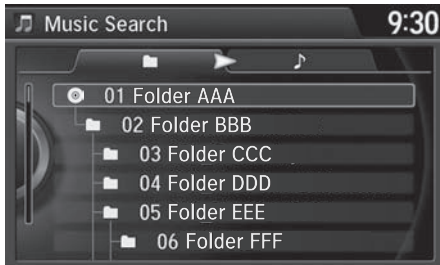 Music Search
9:30
01 Folder AAA
02 Folder BBB
03 Folder CCC
04 Folder DDD
05 Folder EEE
06 Folder FFF